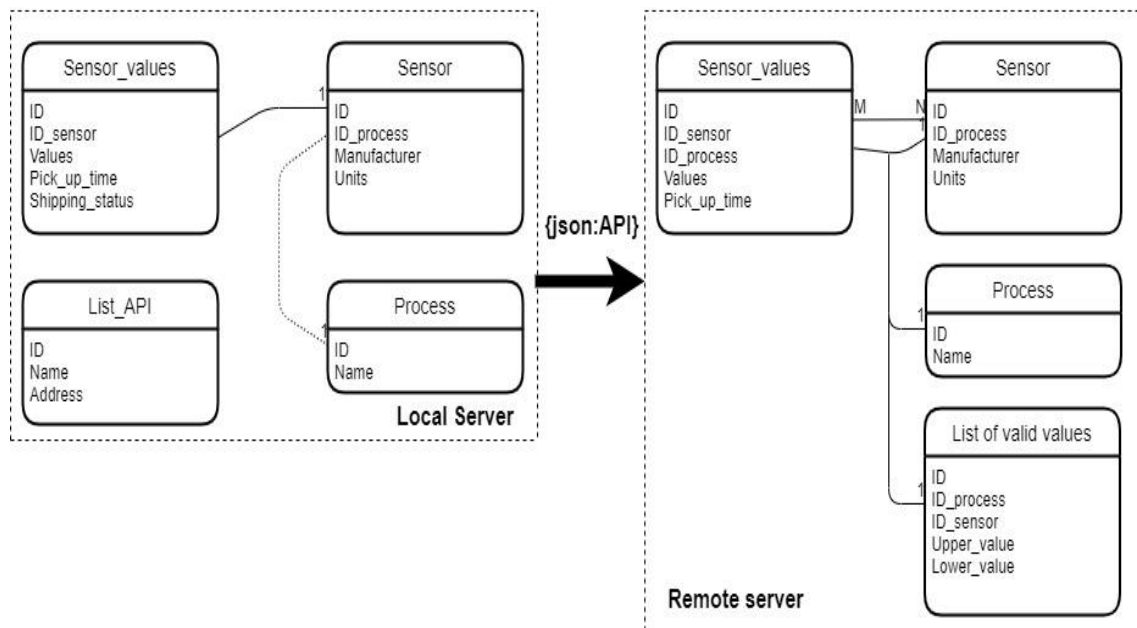 Sensor_values
ID
ID_sensor
Values
Pick_up_time
Shipping_status
1
Sensor
ID
ID_process
Manufacturer
Units
List_API
ID
Name
Address
1
Process
ID
Name
Local Server
{json:API}
Sensor_values
ID
ID_sensor
ID_process
Values
Pick_up_time
M
N
1
Sensor
ID
ID_process
Manufacturer
Units
1
Process
ID
Name
1
List of valid values
ID
ID_process
ID_sensor
Upper_value
Lower_value
Remote server